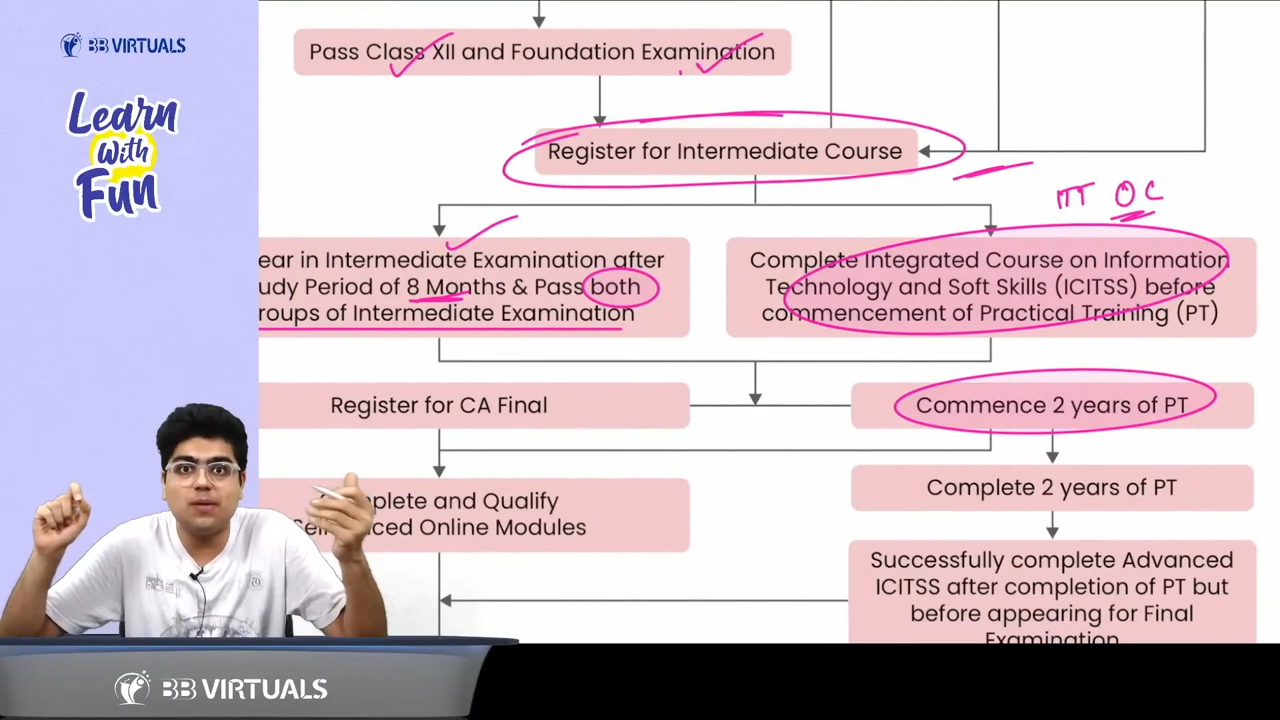 BB VIRTUALS
Learn
With
Fun
Pass Class XII and Foundation Examination
Register for Intermediate Course
ITT OC
ear in Intermediate Examination after
udy Period of 8 Months & Pass both
roups of Intermediate Examination
Complete Integrated Course on Information
Technology and Soft Skills (ICITSS) before
commencement of Practical Training (PT)
Register for CA Final
Commence 2 years of PT
plete and Qualify
ced Online Modules
Complete 2 years of PT
Successfully complete Advanced
ICITSS after completion of PT but
before appearing for Final
Examination
BB VIRTUALS